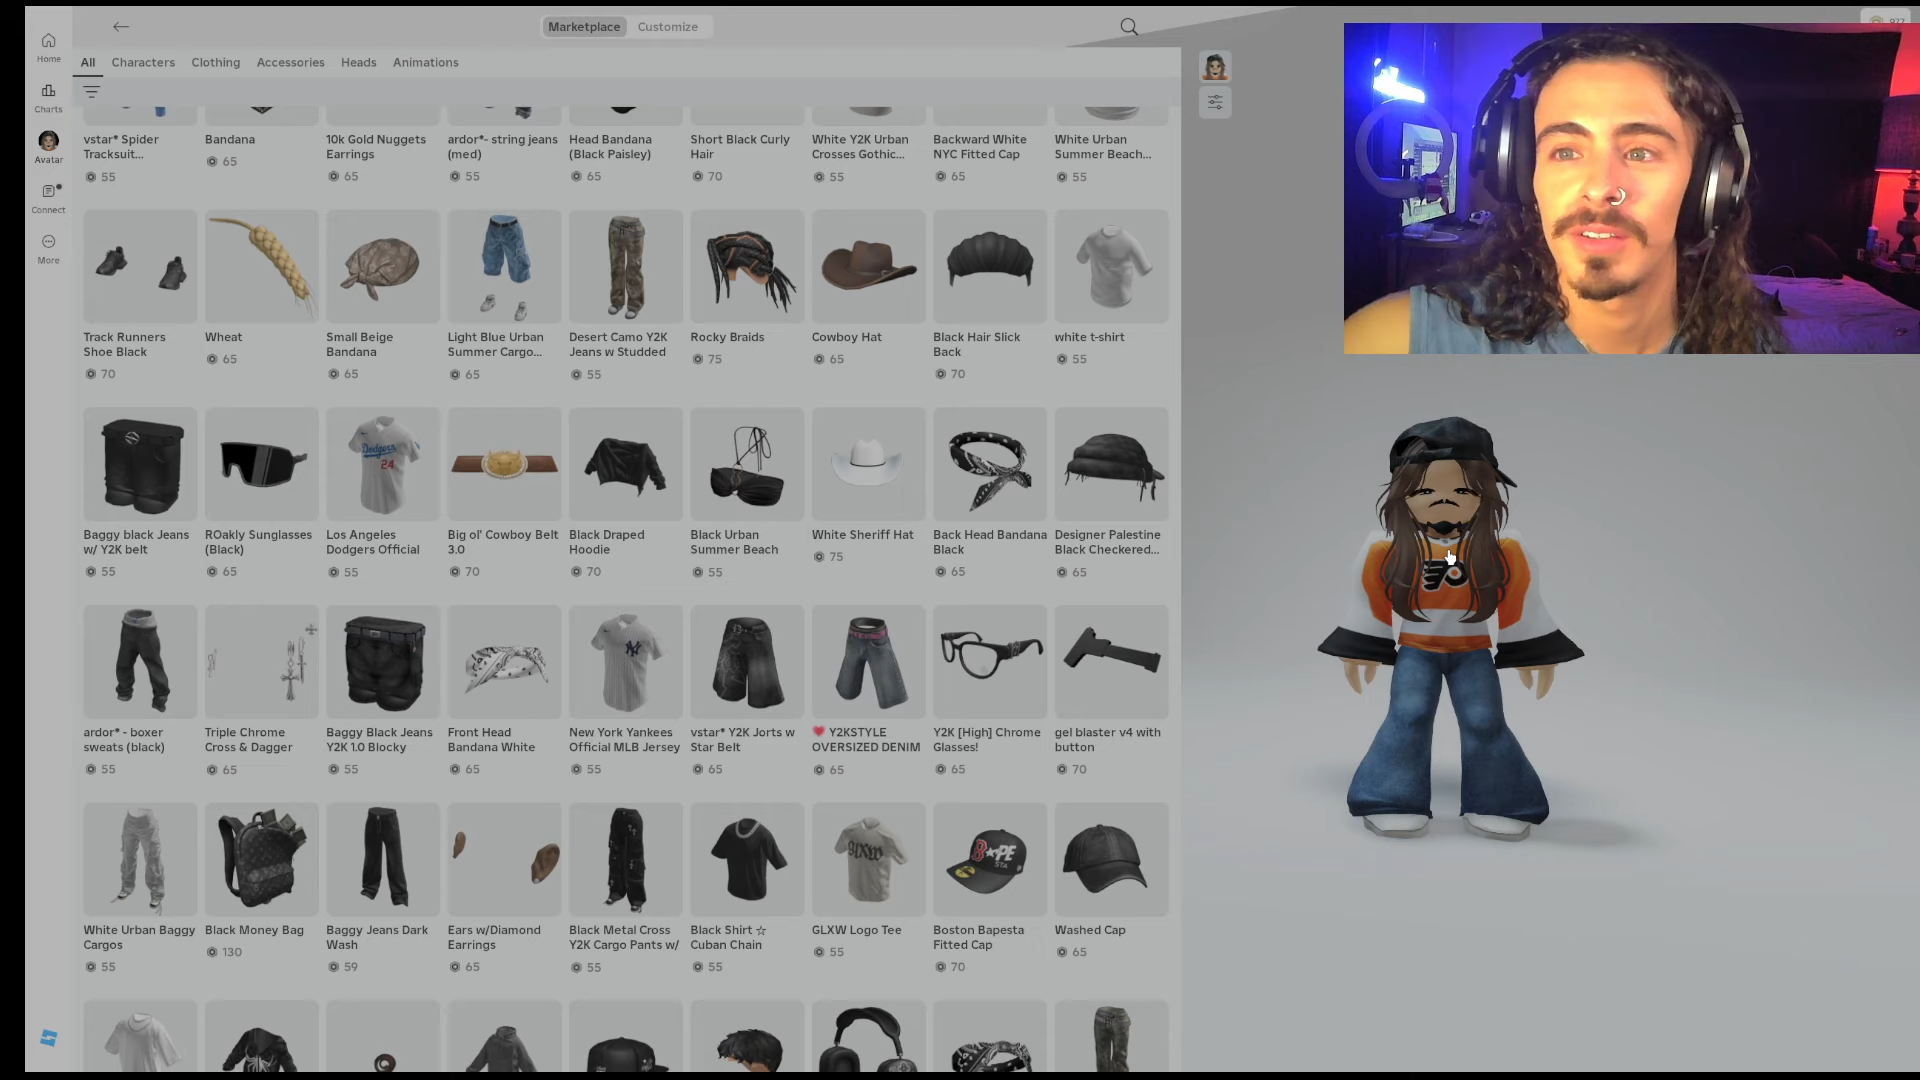 Marketplace
Customize
Home
Charts
Avatar
Connect
More
All
Characters
Clothing
Accessories
Heads
Animations
vstar* Spider
Tracksuit...
55
Bandana
65
10k Gold Nuggets
Earrings
65
ardor*- string jeans
(med)
55
Head Bandana
(Black Paisley)
65
Short Black Curly
Hair
70
White Y2K Urban
Crosses Gothic...
55
Backward White
NYC Fitted Cap
65
White Urban
Summer Beach...
55
Track Runners
Shoe Black
70
Wheat
65
Small Beige
Bandana
65
Light Blue Urban
Summer Cargo...
65
Desert Camo Y2K
Jeans w Studded
55
Rocky Braids
75
Cowboy Hat
65
Black Hair Slick
Back
70
white t-shirt
55
Dodgers
24
Baggy black Jeans
w/ Y2K belt
55
ROakly Sunglasses
(Black)
65
Los Angeles
Dodgers Official
55
Big ol' Cowboy Belt
3.0
70
Black Draped
Hoodie
70
Black Urban
Summer Beach
55
White Sheriff Hat
75
Back Head Bandana
Black
65
Designer Palestine
Black Checkered...
65
ardor* - boxer
sweats (black)
55
Triple Chrome
Cross & Dagger
65
Baggy Black Jeans
Y2K 1.0 Blocky
55
Front Head
Bandana White
65
New York Yankees
Official MLB Jersey
55
vstar* Y2K Jorts w
Star Belt
65
Y2KSTYLE
OVERSIZED DENIM
65
Y2K [High] Chrome
Glasses!
65
gel blaster v4 with
button
70
glxw
B★PE
STA
White Urban Baggy
Cargos
55
Black Money Bag
130
Baggy Jeans Dark
Wash
59
Ears w/Diamond
Earrings
65
Black Metal Cross
Y2K Cargo Pants w/
55
Black Shirt ☆
Cuban Chain
55
GLXW Logo Tee
55
Boston Bapesta
Fitted Cap
70
Washed Cap
65